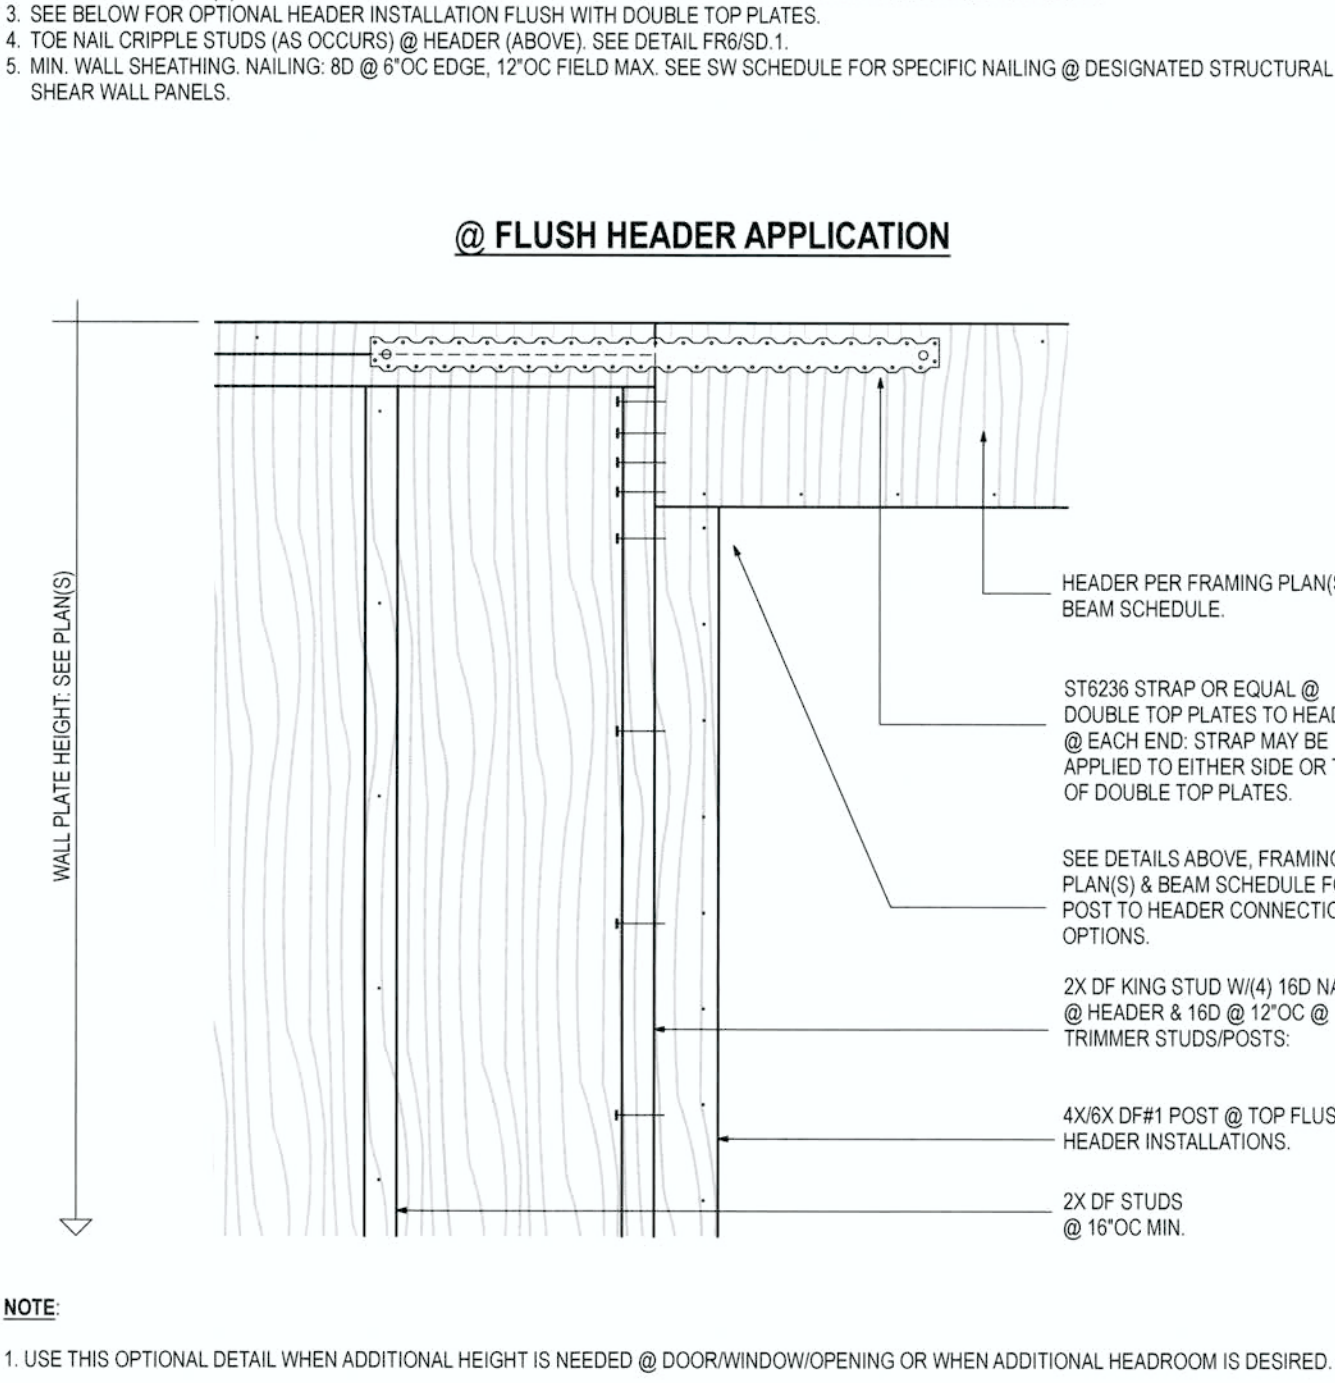 3. SEE BELOW FOR OPTIONAL HEADER INSTALLATION FLUSH WITH DOUBLE TOP PLATES.
4. TOE NAIL CRIPPLE STUDS (AS OCCURS) @ HEADER (ABOVE). SEE DETAIL FR6/SD.1.
5. MIN. WALL SHEATHING. NAILING: 8D @ 6"OC EDGE, 12"OC FIELD MAX. SEE SW SCHEDULE FOR SPECIFIC NAILING @ DESIGNATED STRUCTURAL
SHEAR WALL PANELS.
@ FLUSH HEADER APPLICATION
WALL PLATE HEIGHT: SEE PLAN(S)
HEADER PER FRAMING PLAN(
BEAM SCHEDULE.
ST6236 STRAP OR EQUAL @
DOUBLE TOP PLATES TO
@ EACH END: STRAP MAY BE
APPLIED TO EITHER SIDE OR
OF DOUBLE TOP PLATES.
SEE DETAILS ABOVE, FRAMING
PLAN(S) & BEAM SCHEDULE
POST TO HEADER
OPTIONS.
2X DF KING STUD W/(4) 16D
@ HEADER & 16D @ 12"OC @
TRIMMER STUDS/POSTS:
4X/6X DF#1 POST @ TOP
HEADER INSTALLATIONS.
2X DF STUDS
@ 16"OC MIN.
NOTE:
1. USE THIS OPTIONAL DETAIL WHEN ADDITIONAL HEIGHT IS NEEDED @ DOOR/WINDOW/OPENING OR WHEN ADDITIONAL HEADROOM IS DESIRED.